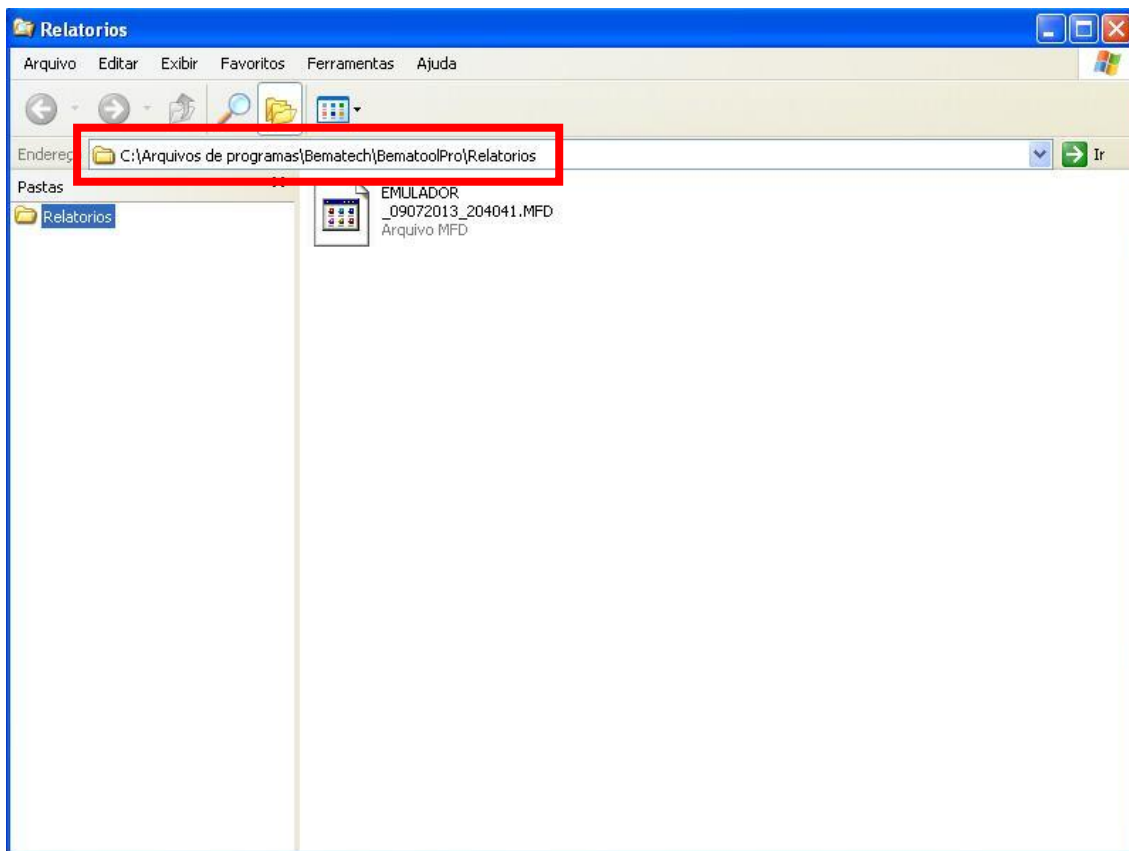 Relatorios
Arquivo Editar Exibir Favoritos Ferramentas Ajuda
Endereç C:\Arquivos de programas\Bematech\BematoolPro\Relatorios Ir
Pastas
Relatorios
EMULADOR
_09072013_204041.MFD
Arquivo MFD